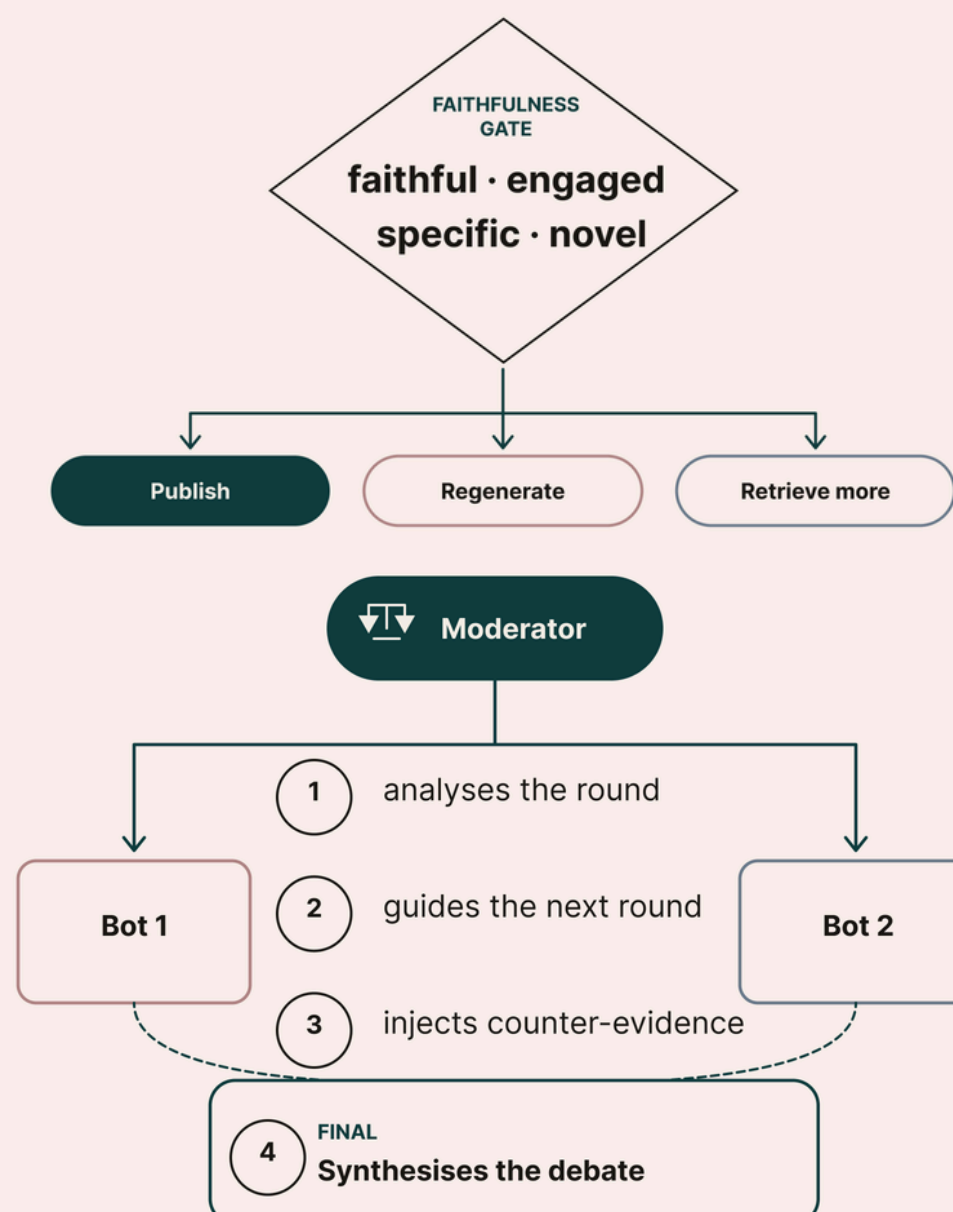 FAITHFULNESS
GATE
faithful · engaged
specific · novel
Publish
Regenerate
Retrieve more
Moderator
1
analyses the round
2
guides the next round
Bot 1
Bot 2
3
injects counter-evidence
4
FINAL
Synthesises the debate